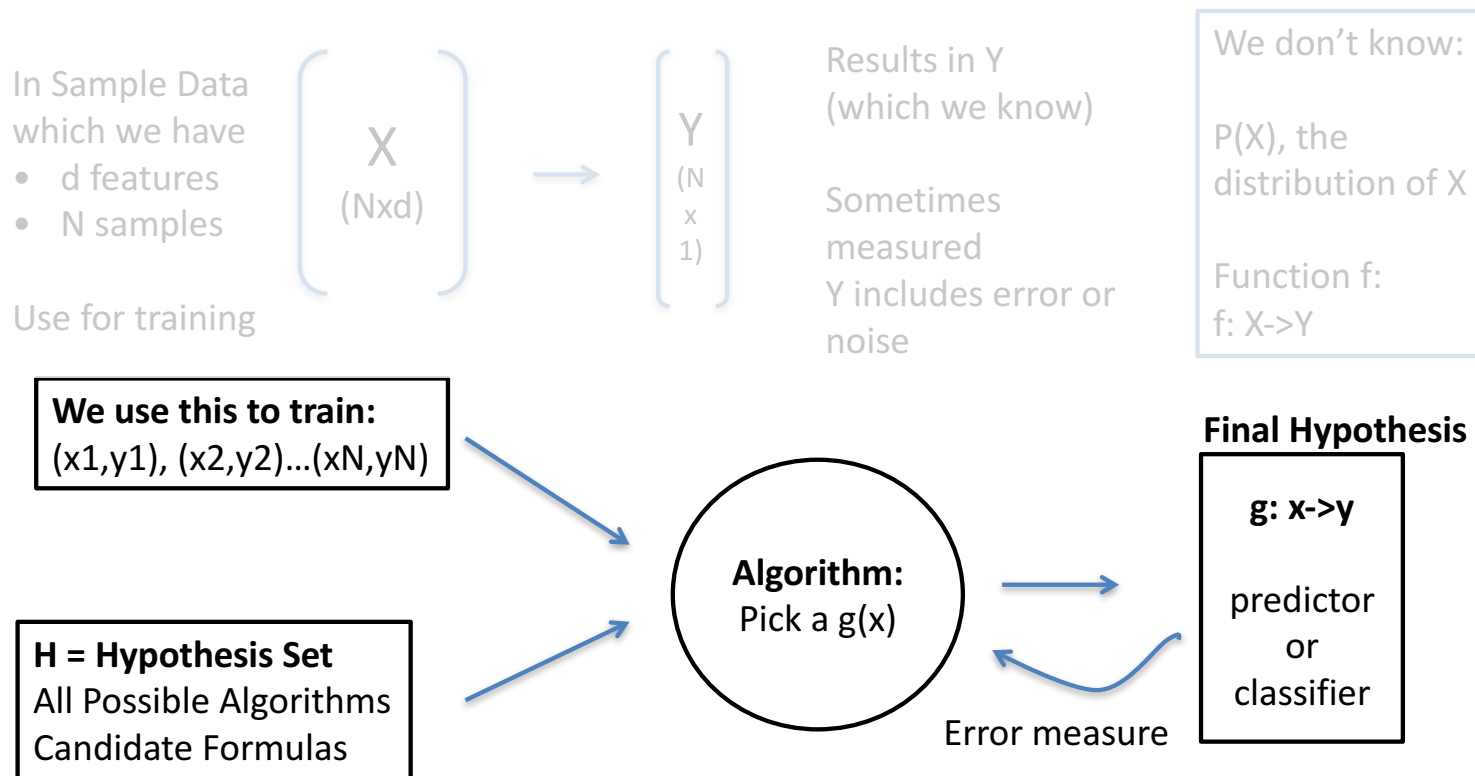 In Sample Data
which we have
• d features
• N samples
Use for training
X
(Nxd)
Y
(N
x
1)
Results in Y
(which we know)
Sometimes
measured
Y includes error or
noise
We don’t know:
P(X), the
distribution of X
Function f:
f: X->Y
We use this to train:
(x1,y1), (x2,y2)...(xN,yN)
H = Hypothesis Set
All Possible Algorithms
Candidate Formulas
Algorithm:
Pick a g(x)
Error measure
Final Hypothesis
g: x->y
predictor
or
classifier